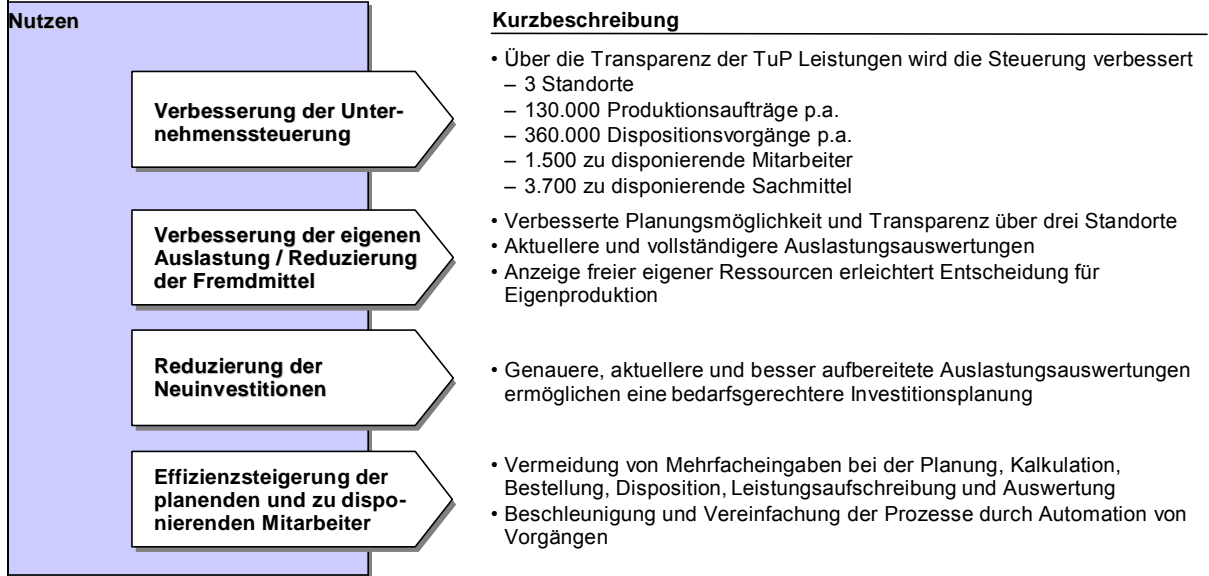 Nutzen
Kurzbeschreibung
Verbesserung der Unter-
nehmenssteuerung
• Über die Transparenz der TuP Leistungen wird die Steuerung verbessert
– 3 Standorte
– 130.000 Produktionsaufträge p.a.
– 360.000 Dispositionsvorgänge p.a.
– 1.500 zu disponierende Mitarbeiter
– 3.700 zu disponierende Sachmittel
Verbesserung der eigenen
Auslastung / Reduzierung
der Fremdmittel
• Verbesserte Planungsmöglichkeit und Transparenz über drei Standorte
• Aktuellere und vollständigere Auslastungsauswertungen
• Anzeige freier eigener Ressourcen erleichtert Entscheidung für
Eigenproduktion
Reduzierung der
Neuinvestitionen
• Genauere, aktuellere und besser aufbereitete Auslastungsauswertungen
ermöglichen eine bedarfsgerechtere Investitionsplanung
Effizienzsteigerung der
planenden und zu dispo-
nierenden Mitarbeiter
• Vermeidung von Mehrfacheingaben bei der Planung, Kalkulation,
Bestellung, Disposition, Leistungsaufschreibung und Auswertung
• Beschleunigung und Vereinfachung der Prozesse durch Automation von
Vorgängen